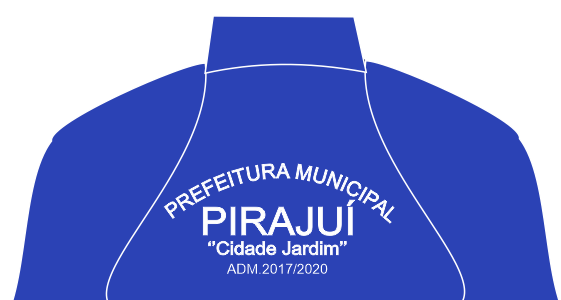 PREFEITURA MUNICIPAL
PIRAJUÍ
"Cidade Jardim"
ADM.2017/2020